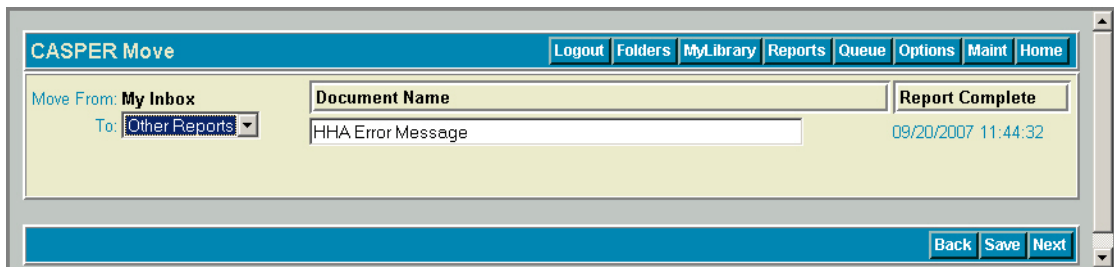 CASPER Move Logout Folders MyLibrary Reports Queue Options Maint Home
Move From: My Inbox Document Name Report Complete
To: Other Reports HHA Error Message 09/20/2007 11:44:32
Back Save Next